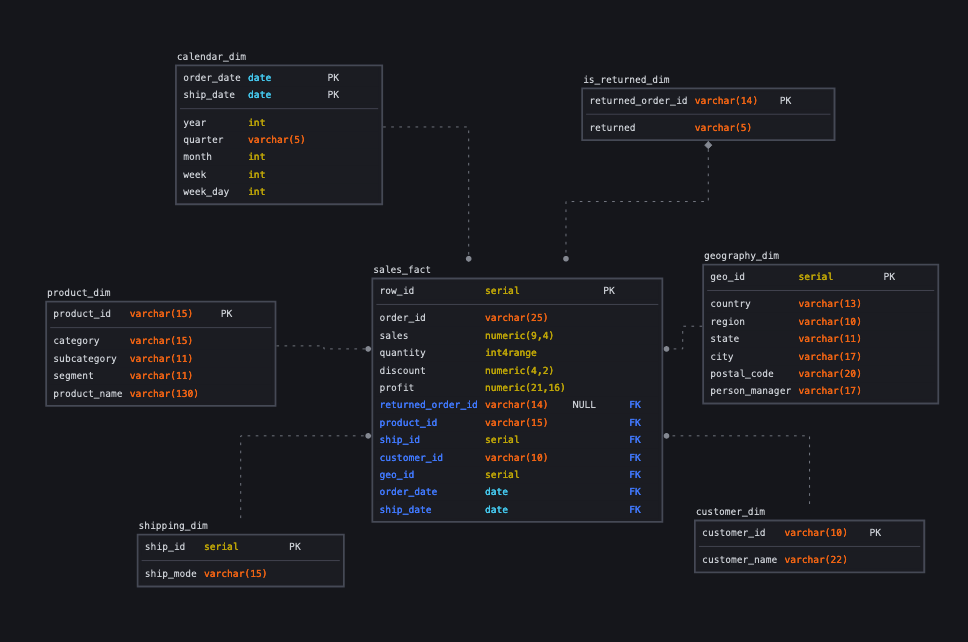 calendar_dim
order_date date PK
ship_date date PK
year int
quarter varchar(5)
month int
week int
week_day int
is_returned_dim
returned_order_id varchar(14) PK
returned varchar(5)
product_dim
product_id varchar(15) PK
category varchar(15)
subcategory varchar(11)
segment varchar(11)
product_name varchar(130)
sales_fact
row_id serial PK
order_id varchar(25)
sales numeric(9,4)
quantity int4range
discount numeric(4,2)
profit numeric(21,16)
returned_order_id varchar(14) NULL FK
product_id varchar(15) FK
ship_id serial FK
customer_id varchar(10) FK
geo_id serial FK
order_date date FK
ship_date date FK
geography_dim
geo_id serial PK
country varchar(13)
region varchar(10)
state varchar(11)
city varchar(17)
postal_code varchar(20)
person_manager varchar(17)
shipping_dim
ship_id serial PK
ship_mode varchar(15)
customer_dim
customer_id varchar(10) PK
customer_name varchar(22)